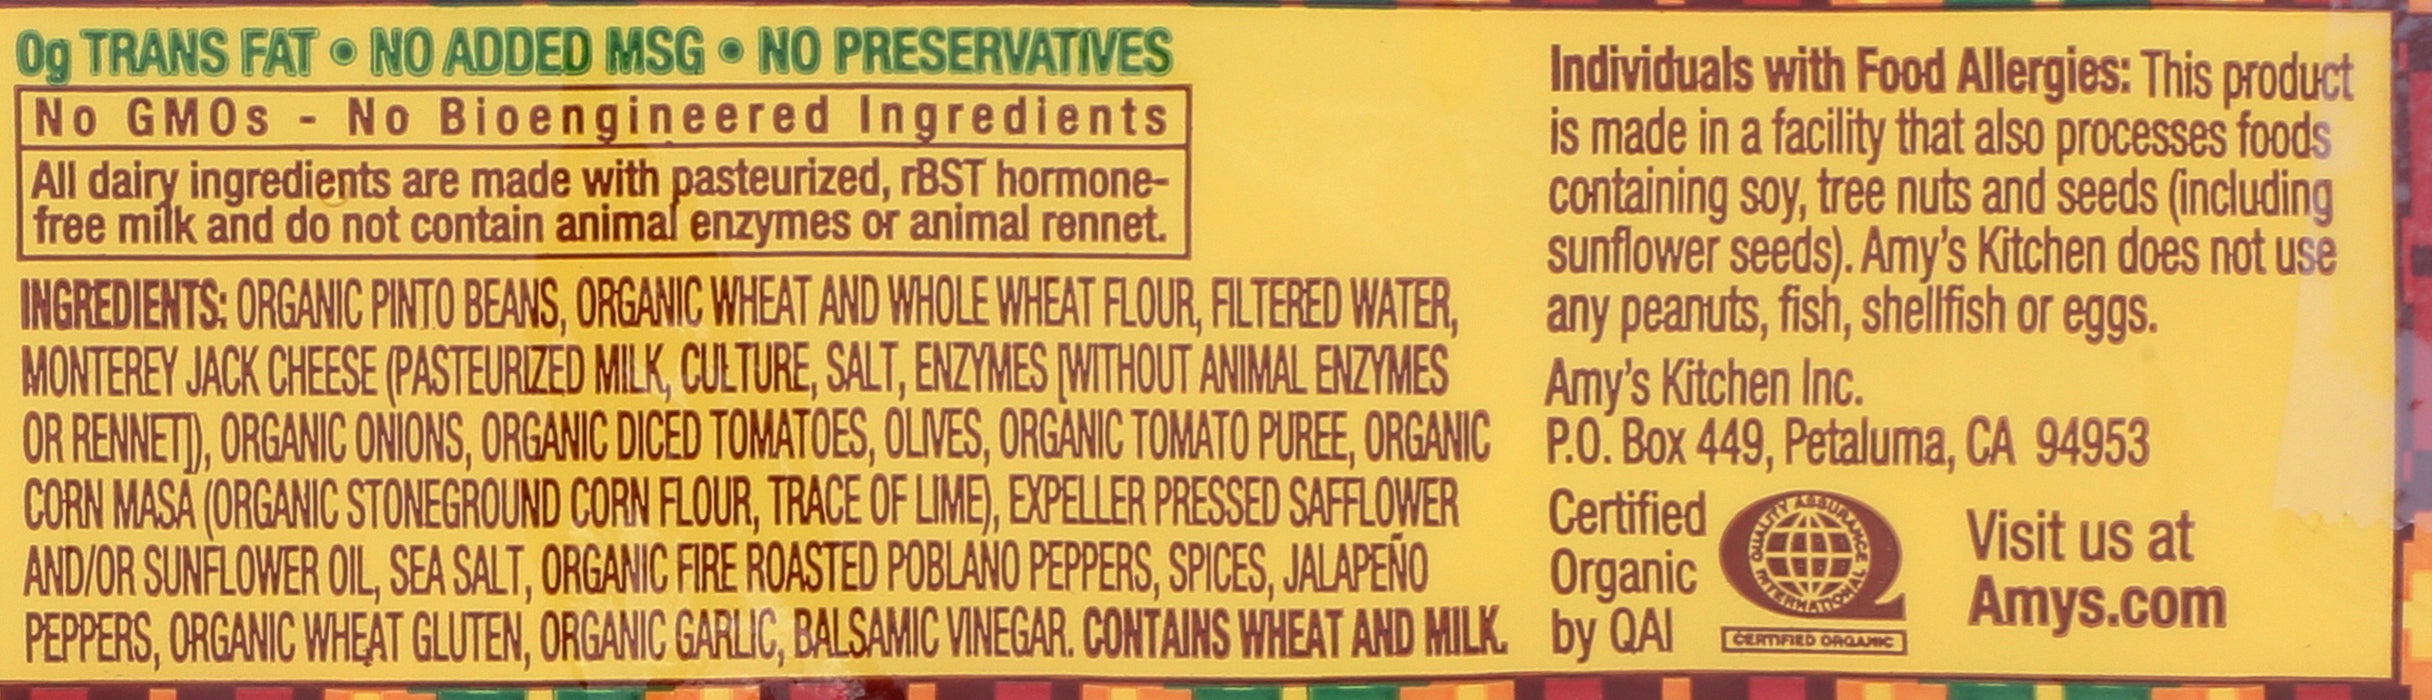 0g TRANS FAT • NO ADDED MSG • NO PRESERVATIVES
No GMOs - No Bioengineered Ingredients
All dairy ingredients are made with pasteurized, rBST hormone-
free milk and do not contain animal enzymes or animal rennet.
INGREDIENTS: ORGANIC PINTO BEANS, ORGANIC WHEAT AND WHOLE WHEAT FLOUR, FILTERED WATER,
MONTEREY JACK CHEESE (PASTEURIZED MILK, CULTURE, SALT, ENZYMES [WITHOUT ANIMAL ENZYMES
OR RENNET]), ORGANIC ONIONS, ORGANIC DICED TOMATOES, OLIVES, ORGANIC TOMATO PUREE, ORGANIC
CORN MASA (ORGANIC STONEGROUND CORN FLOUR, TRACE OF LIME), EXPELLER PRESSED SAFFLOWER
AND/OR SUNFLOWER OIL, SEA SALT, ORGANIC FIRE ROASTED POBLANO PEPPERS, SPICES, JALAPEÑO
PEPPERS, ORGANIC WHEAT GLUTEN, ORGANIC GARLIC, BALSAMIC VINEGAR. CONTAINS WHEAT AND MILK.
Individuals with Food Allergies: This product
is made in a facility that also processes foods
containing soy, tree nuts and seeds (including
sunflower seeds). Amy's Kitchen does not use
any peanuts, fish, shellfish or eggs.
Amy's Kitchen Inc.
P.O. Box 449, Petaluma, CA 94953
Certified
Organic
by QAI
QUALITY ASSURANCE
INTERNATIONAL
CERTIFIED ORGANIC
Visit us at
Amys.com